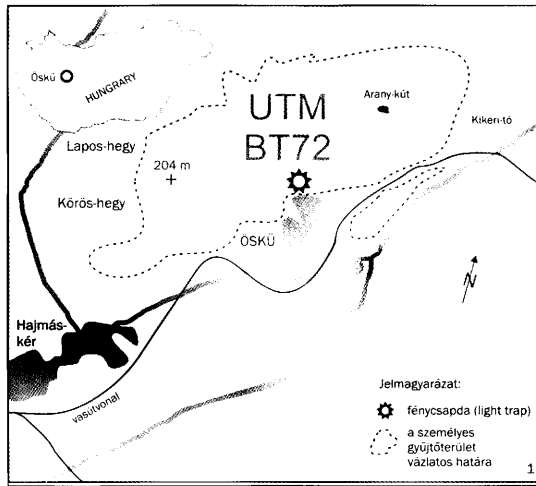 Öskü
HUNGRARY
Lapos-hegy
204 m
Kőrös-hegy
UTM
BT72
Arany-kút
Kikeri-tó
ÖSKÜ
N
Hajmás-
kér
vasútvonal
Jelmagyarázat:
fénycsapda (light trap)
a személyes
gyűjtőterület
vázlatos határa
1